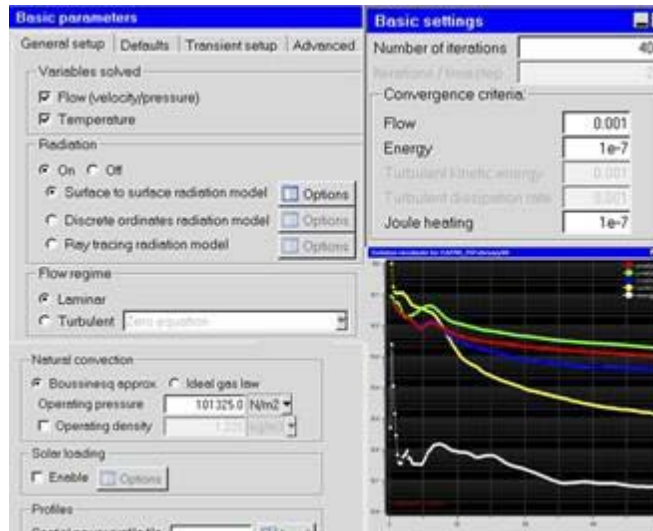 Basic parameters
General setup Defaults Transient setup Advanced
Variables solved
Flow (velocity/pressure)
Temperature
Radiation
On Off
Surface to surface radiation model Options
Discrete ordinates radiation model Options
Ray tracing radiation model Options
Flow regime
Laminar
Turbulent Zero equation
Natural convection
Boussinesq approx Ideal gas law
Operating pressure 101325.0 N/m2
Operating density
Solar loading
Enable Options
Profiles
Basic settings
Number of iterations 40
Iterations / timestep
Convergence criteria:
Flow 0.001
Energy 1e-7
Turbulent kinetic energy 0.001
Turbulent dissipation rate 0.001
Joule heating 1e-7